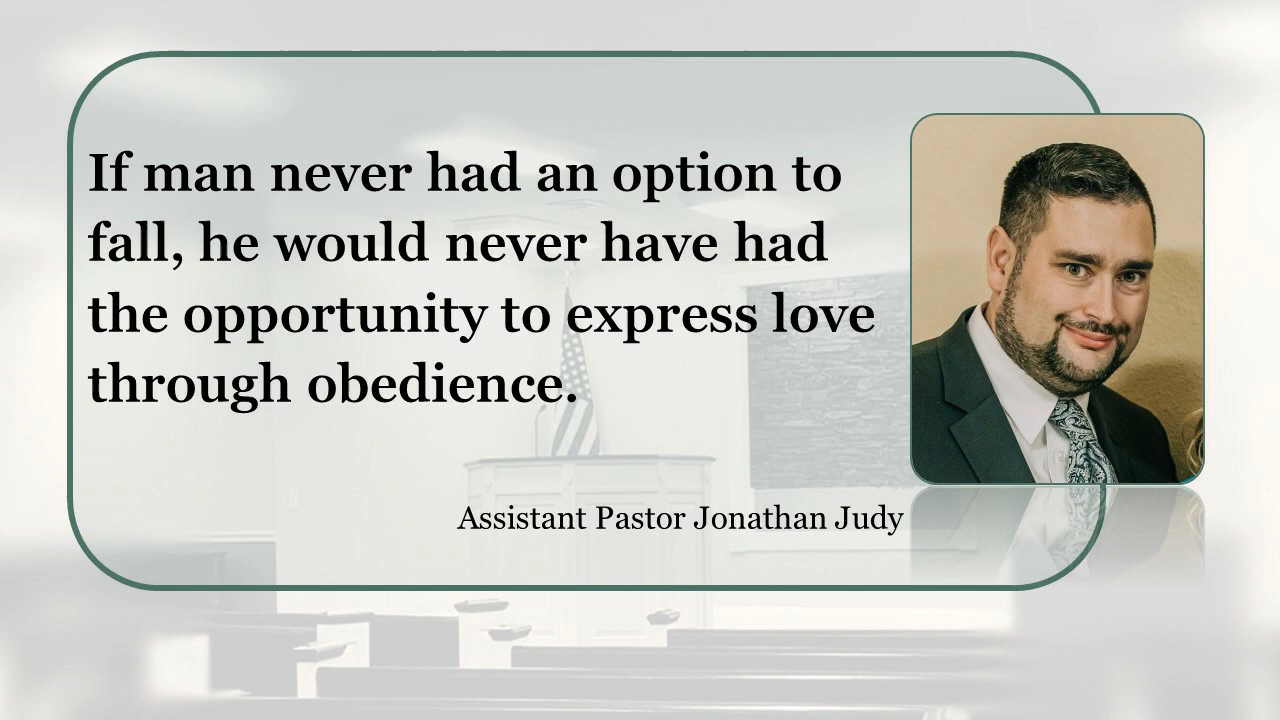 If man never had an option to
fall, he would never have had
the opportunity to express love
through obedience.
Assistant Pastor Jonathan Judy